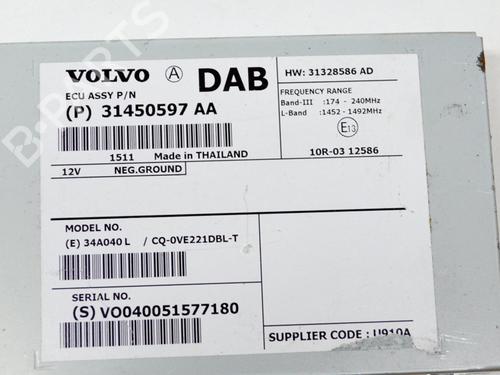 VOLVO A DAB
ECU ASSY P/N
(P) 31450597 AA
1511 Made in THAILAND
12V NEG.GROUND
HW: 31328586 AD
FREQUENCY RANGE
Band-III :174 - 240MHz
L-Band :1452 - 1492MHz
E13
10R-03 12586
MODEL NO.
(E) 34A040 L / CQ-0VE221DBL-T
SERIAL NO.
(S) VO040051577180
SUPPLIER CODE : U910A
B-PARTS